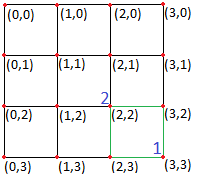 (0,0) (1,0) (2,0) (3,0)
(0,1) (1,1) (2,1) (3,1)
2
(0,2) (1,2) (2,2) (3,2)
1
(0,3) (1,3) (2,3) (3,3)